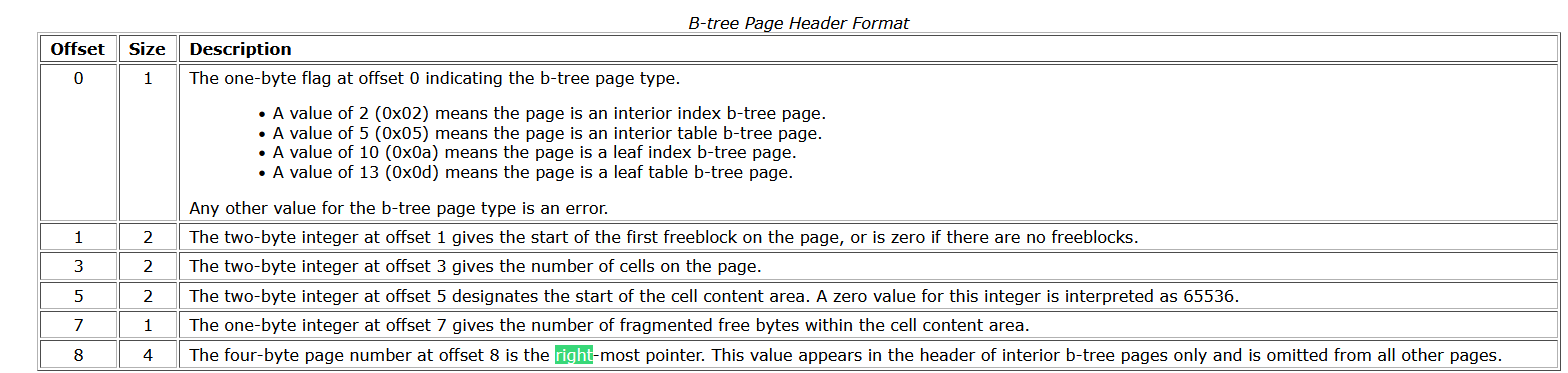 B-tree Page Header Format
Offset Size Description
0 1 The one-byte flag at offset 0 indicating the b-tree page type.
• A value of 2 (0x02) means the page is an interior index b-tree page.
• A value of 5 (0x05) means the page is an interior table b-tree page.
• A value of 10 (0x0a) means the page is a leaf index b-tree page.
• A value of 13 (0x0d) means the page is a leaf table b-tree page.
Any other value for the b-tree page type is an error.
1 2 The two-byte integer at offset 1 gives the start of the first freeblock on the page, or is zero if there are no freeblocks.
3 2 The two-byte integer at offset 3 gives the number of cells on the page.
5 2 The two-byte integer at offset 5 designates the start of the cell content area. A zero value for this integer is interpreted as 65536.
7 1 The one-byte integer at offset 7 gives the number of fragmented free bytes within the cell content area.
8 4 The four-byte page number at offset 8 is the right-most pointer. This value appears in the header of interior b-tree pages only and is omitted from all other pages.